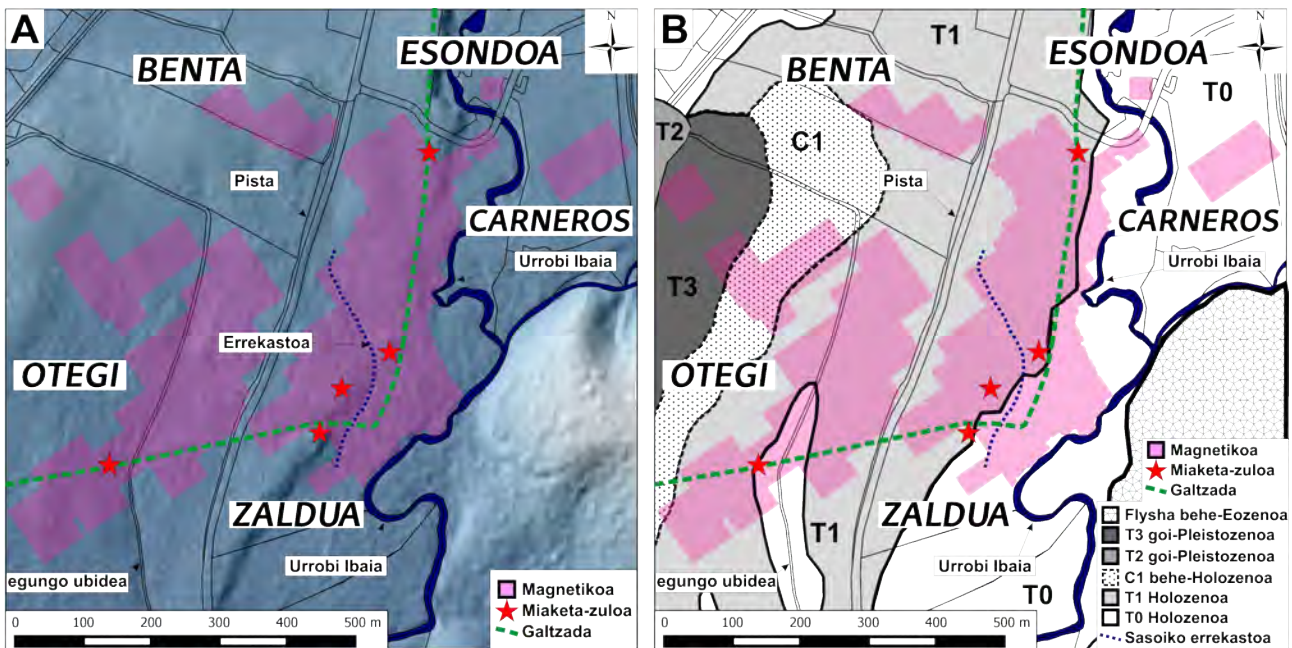 A
ESONDOA
N
BENTA
Pista
CARNEROS
Urrobi Ibaia
Errekastoa
OTEGI
ZALDUA
Urrobi Ibaia
egungo ubidea
Magnetikoa
Miaketa-zuloa
Galtzada
0 100 200 300 400 500 m
B
T1
ESONDOA
N
BENTA
T0
T2
C1
Pista
CARNEROS
Urrobi Ibaia
T3
OTEGI
ZALDUA
T1
Urrobi Ibaia
egungo ubidea
T0
Magnetikoa
Miaketa-zuloa
Galtzada
Flysha behe-Eozenoa
T3 goi-Pleistozenoa
T2 goi-Pleistozenoa
C1 behe-Holozenoa
T1 Holozenoa
T0 Holozenoa
Sasoiko errekastoa
0 100 200 300 400 500 m